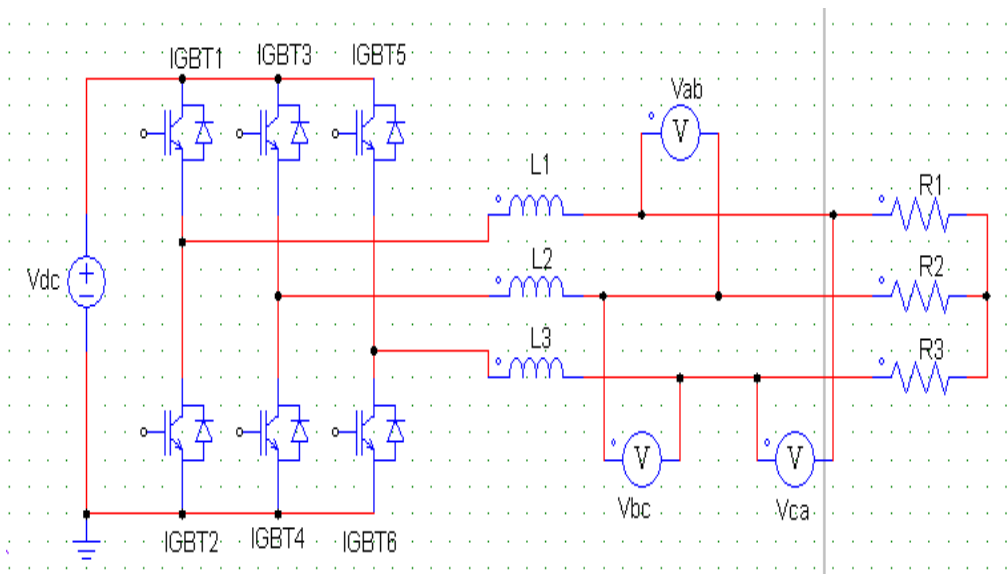 IGBT1 IGBT3 IGBT5
Vab
V
L1
R1
Vdc
L2
R2
L3
R3
V
V
Vbc
Vca
IGBT2 IGBT4 IGBT6